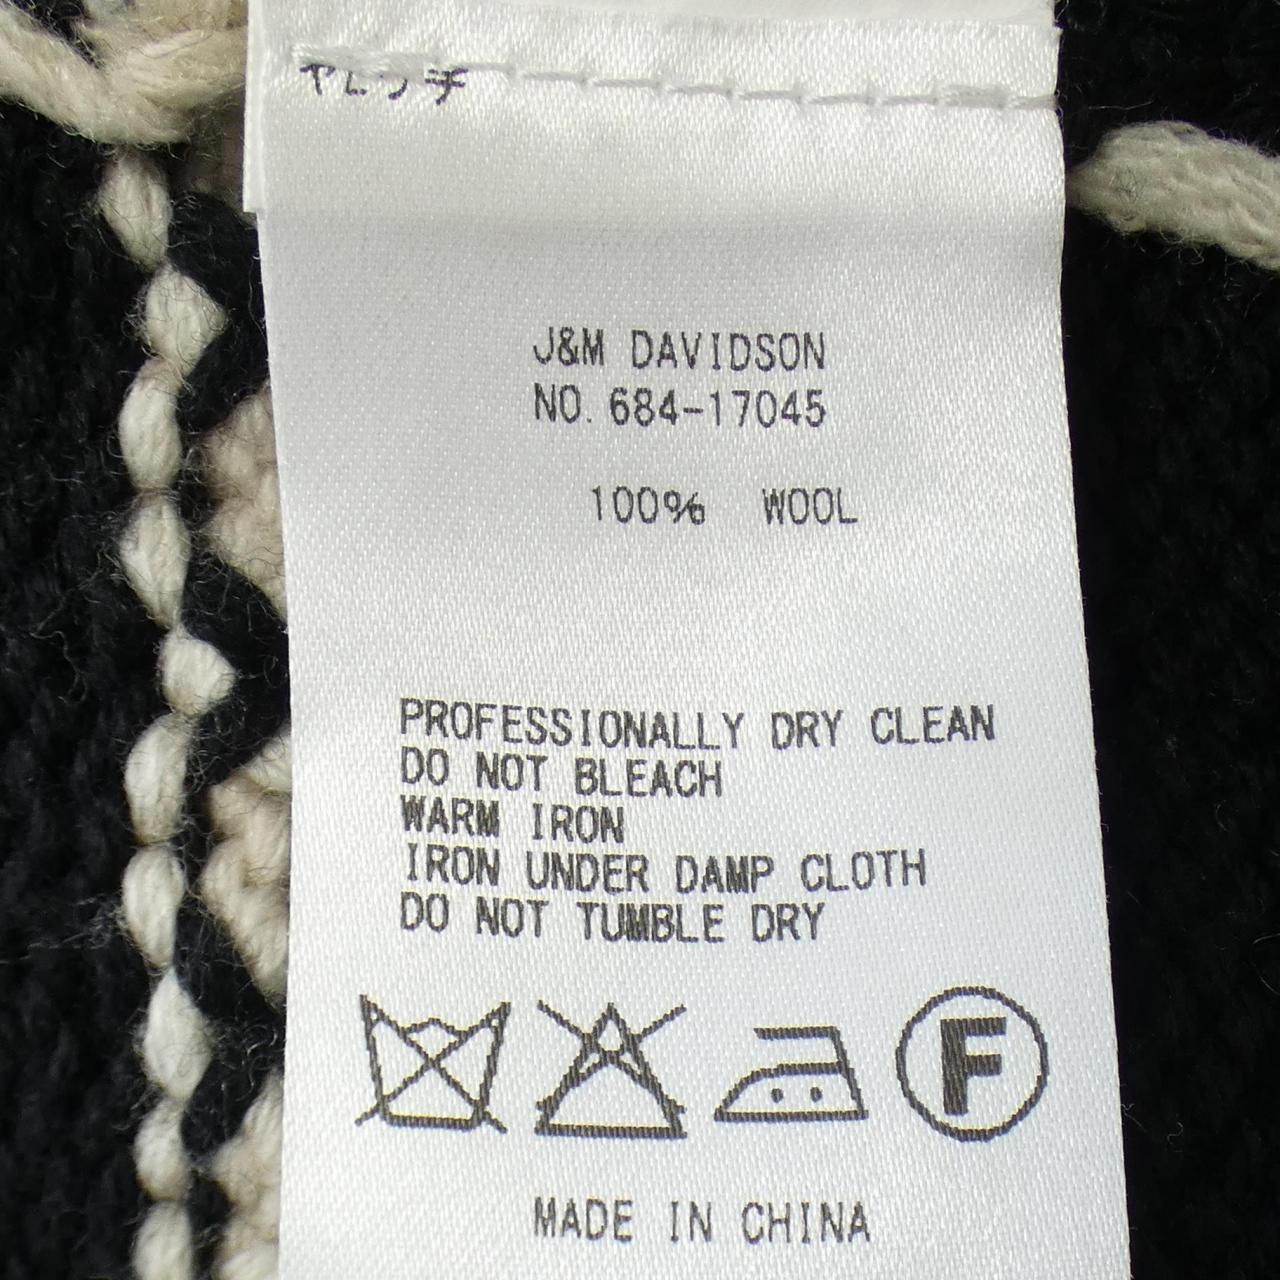 J&M DAVIDSON
NO. 684-17045
100% WOOL
PROFESSIONALLY DRY CLEAN
DO NOT BLEACH
WARM IRON
IRON UNDER DAMP CLOTH
DO NOT TUMBLE DRY
F
MADE IN CHINA